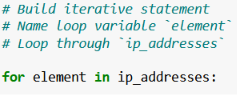 # Build iterative statement
# Name loop variable `element`
# Loop through `ip_addresses`
for element in ip_addresses: